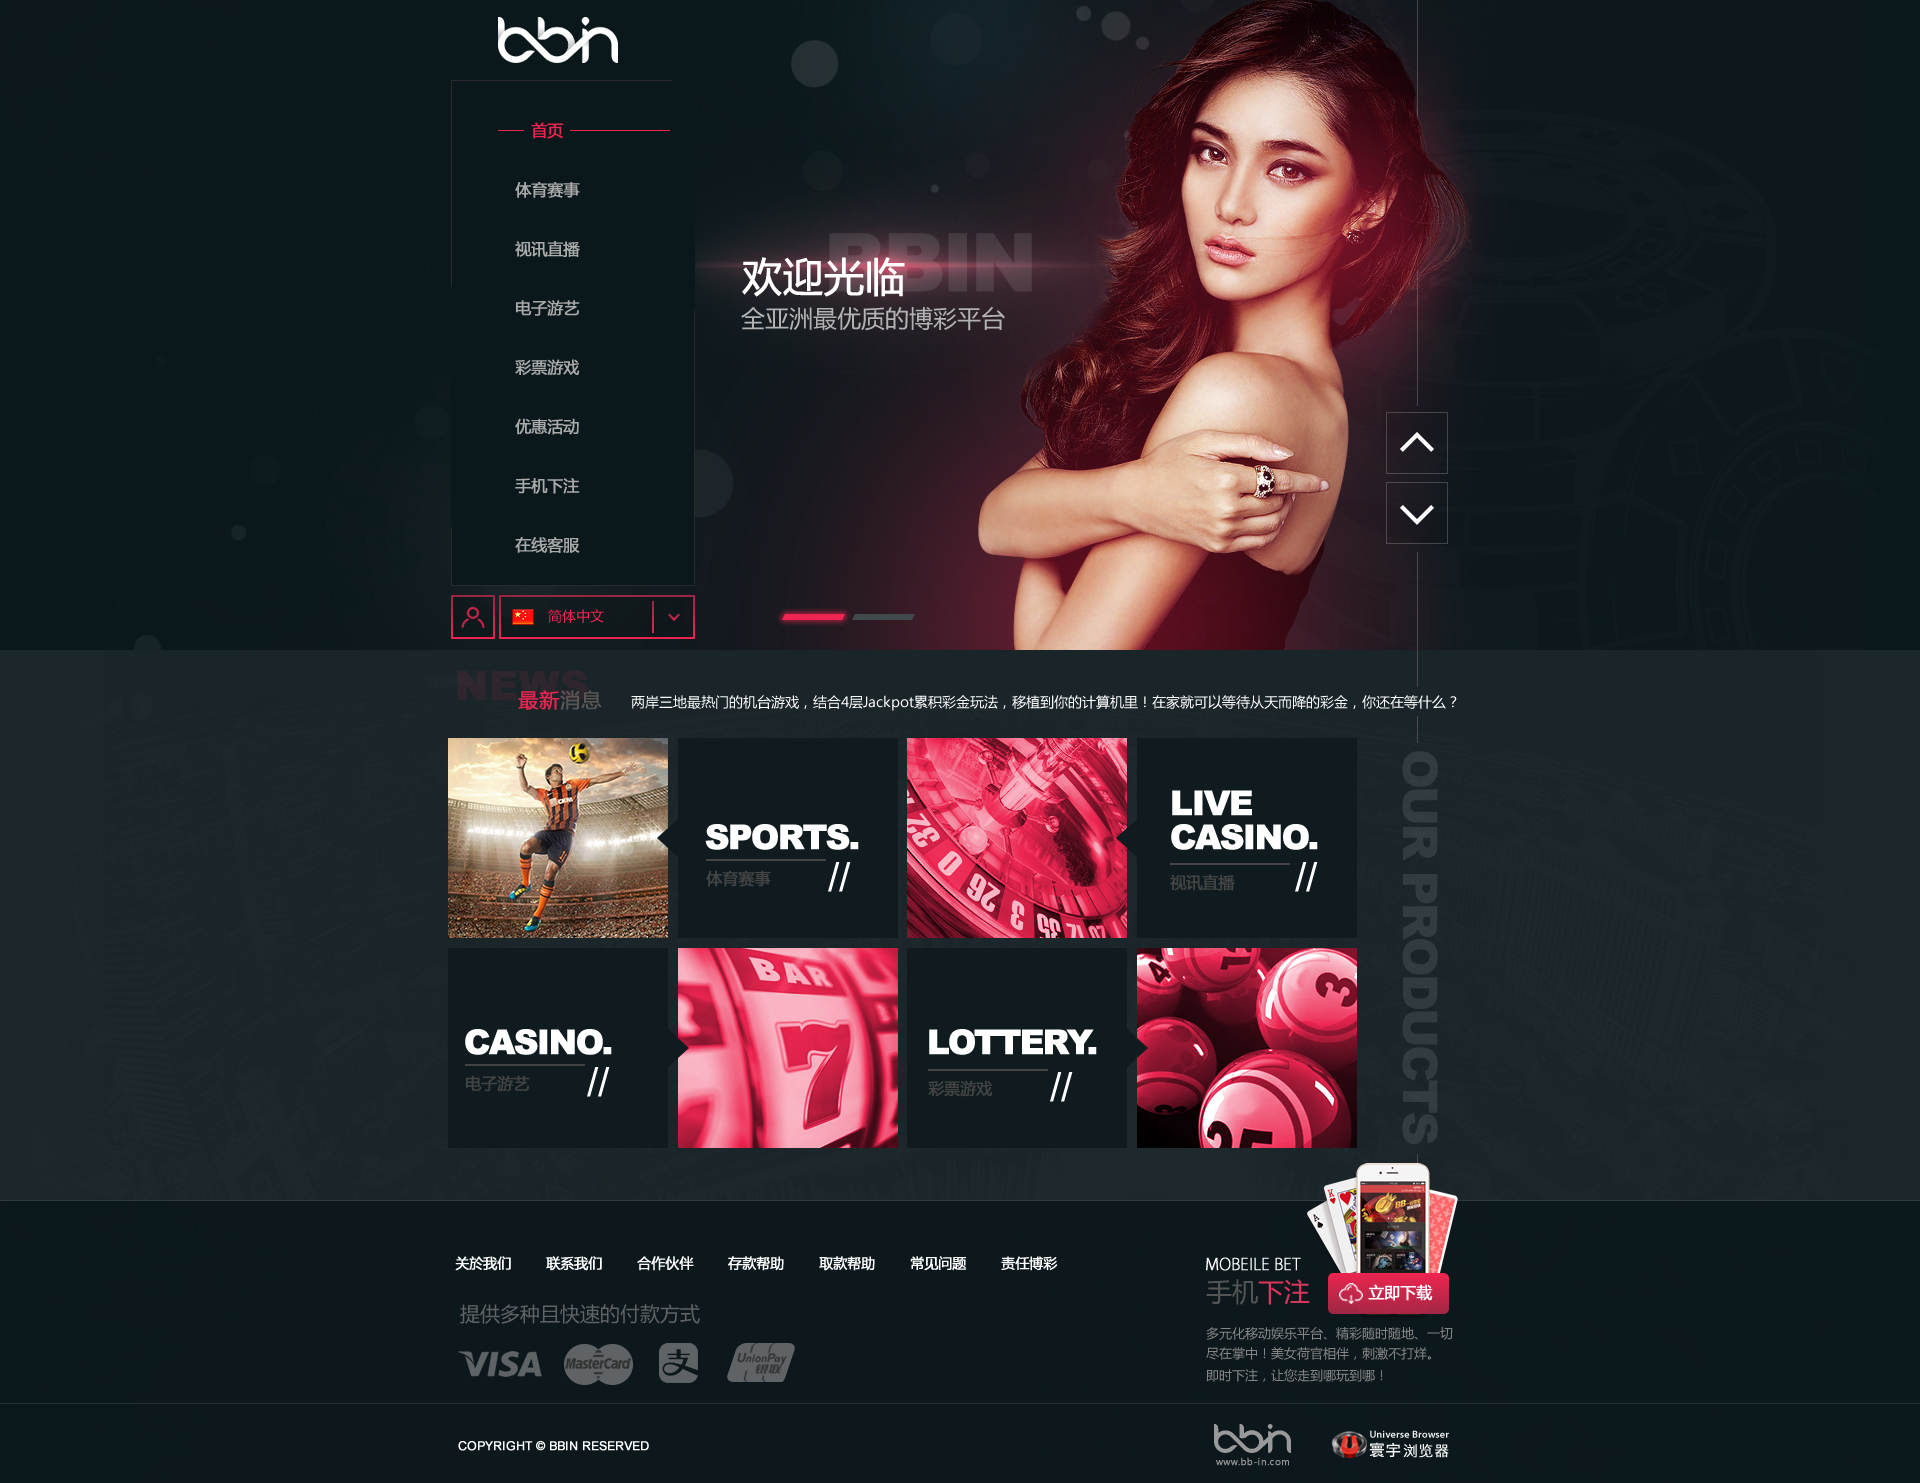 bbin
首页
体育赛事
视讯直播
电子游艺
彩票游戏
优惠活动
手机下注
在线客服
简体中文
BBIN
欢迎光临
全亚洲最优质的博彩平台
NEWS
最新消息
两岸三地最热门的机台游戏，结合4层Jackpot累积彩金玩法，移植到你的计算机里！在家就可以等待从天而降的彩金，你还在等什么？
SPORTS.
体育赛事
//
32 0 26 3 35
LIVE
CASINO.
视讯直播
//
CASINO.
电子游艺
//
BAR
7
LOTTERY.
彩票游戏
//
3
25
OUR PRODUCTS
关於我们 联系我们 合作伙伴 存款帮助 取款帮助 常见问题 责任博彩
提供多种且快速的付款方式
VISA MasterCard 支 UnionPay
银联
MOBEILE BET
手机下注
立即下载
多元化移动娱乐平台、精彩随时随地、一切
尽在掌中！美女荷官相伴，刺激不打烊。
即时下注，让您走到哪玩到哪！
COPYRIGHT © BBIN RESERVED
bbin
www.bb-in.com
Universe Browser
寰宇浏览器